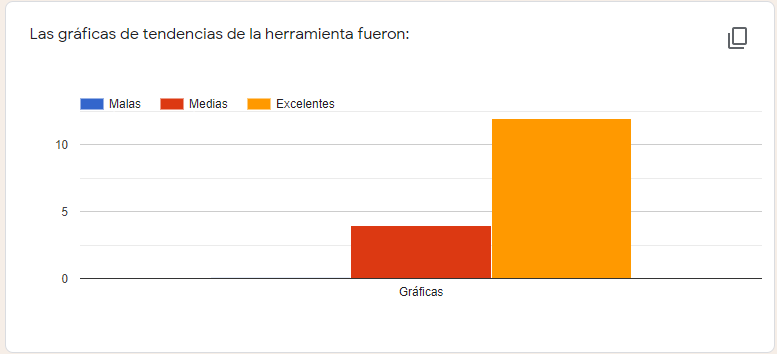 Las gráficas de tendencias de la herramienta fueron:
Malas Medias Excelentes
10
5
0
Gráficas